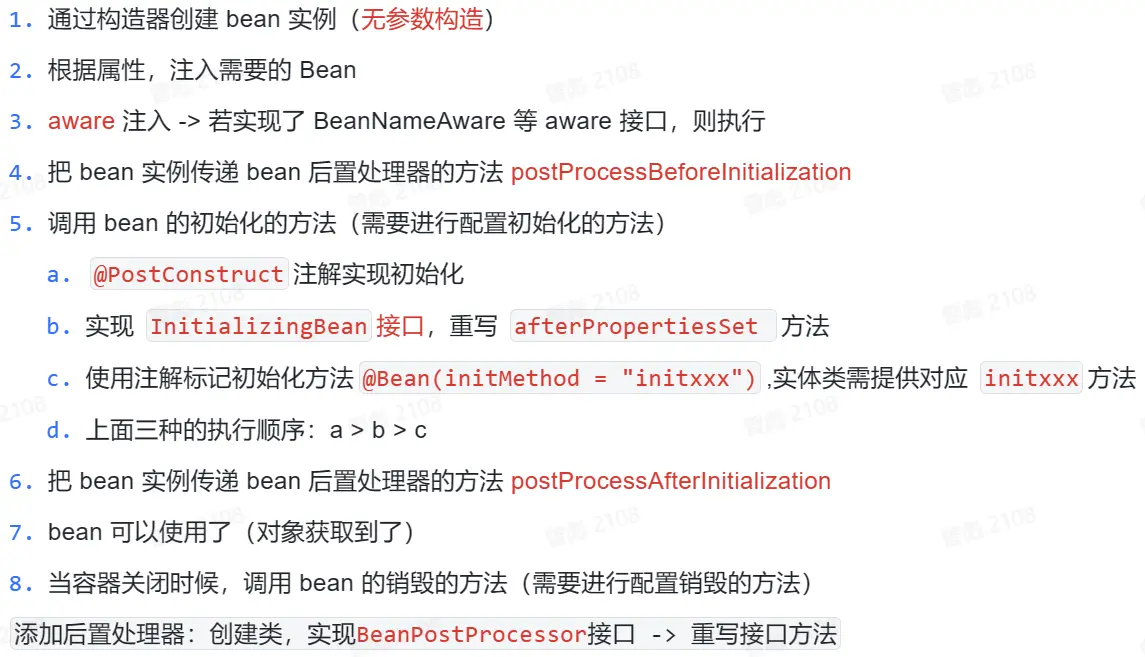 1. 通过构造器创建 bean 实例（无参数构造）
2. 根据属性，注入需要的 Bean
3. aware 注入 -> 若实现了 BeanNameAware 等 aware 接口，则执行
4. 把 bean 实例传递 bean 后置处理器的方法 postProcessBeforeInitialization
5. 调用 bean 的初始化的方法（需要进行配置初始化的方法）
a. @PostConstruct 注解实现初始化
b. 实现 InitializingBean 接口，重写 afterPropertiesSet 方法
c. 使用注解标记初始化方法 @Bean(initMethod = "initxxx") ,实体类需提供对应 initxxx 方法
d. 上面三种的执行顺序：a > b > c
6. 把 bean 实例传递 bean 后置处理器的方法 postProcessAfterInitialization
7. bean 可以使用了（对象获取到了）
8. 当容器关闭时候，调用 bean 的销毁的方法（需要进行配置销毁的方法）
添加后置处理器：创建类，实现BeanPostProcessor接口 -> 重写接口方法